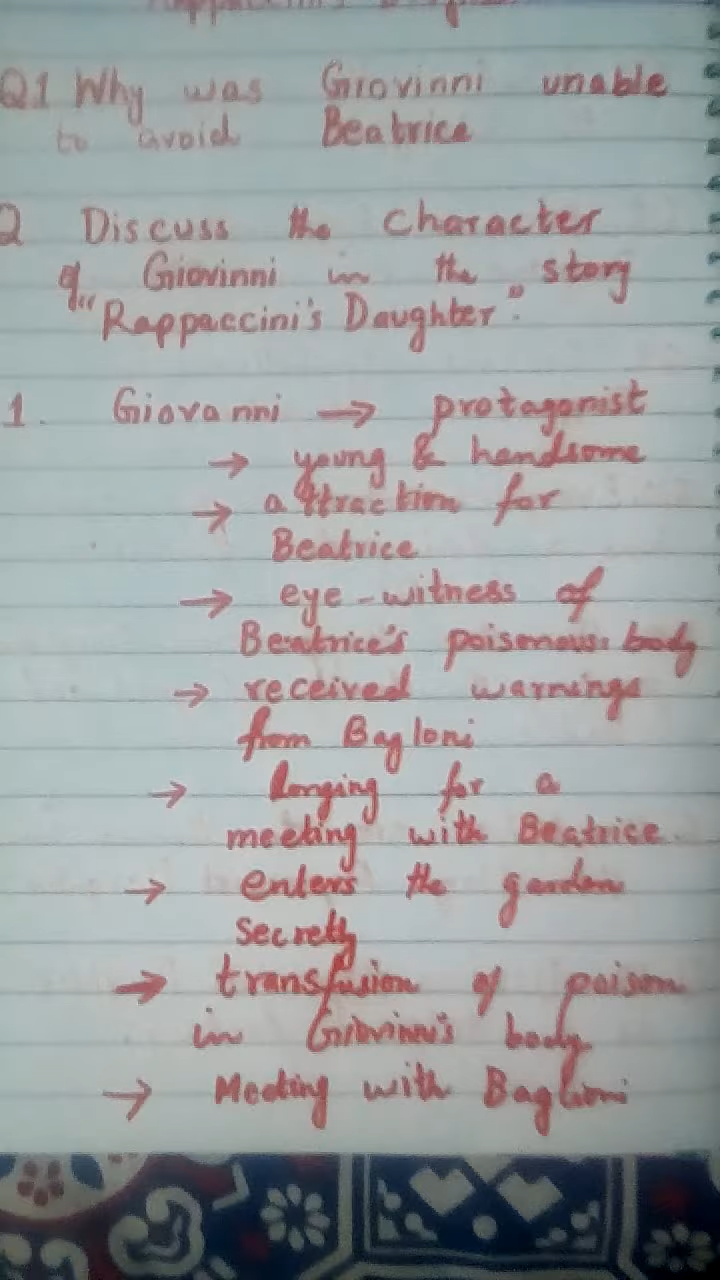 Q1 Why was Giovinni unable
to avoid Beatrice
2 Discuss the character
of Giovinni in the story
"Rappaccini's Daughter".
1. Giovanni → protagonist
→ young & handsome
→ attraction for
Beatrice
→ eye-witness of
Beatrice's poisonous body
→ received warnings
from Bagloni
→ longing for a
meeting with Beatrice.
→ enters the garden
secretly
→ transfusion of poison
in Giovinni's body
→ Meeting with Baglioni